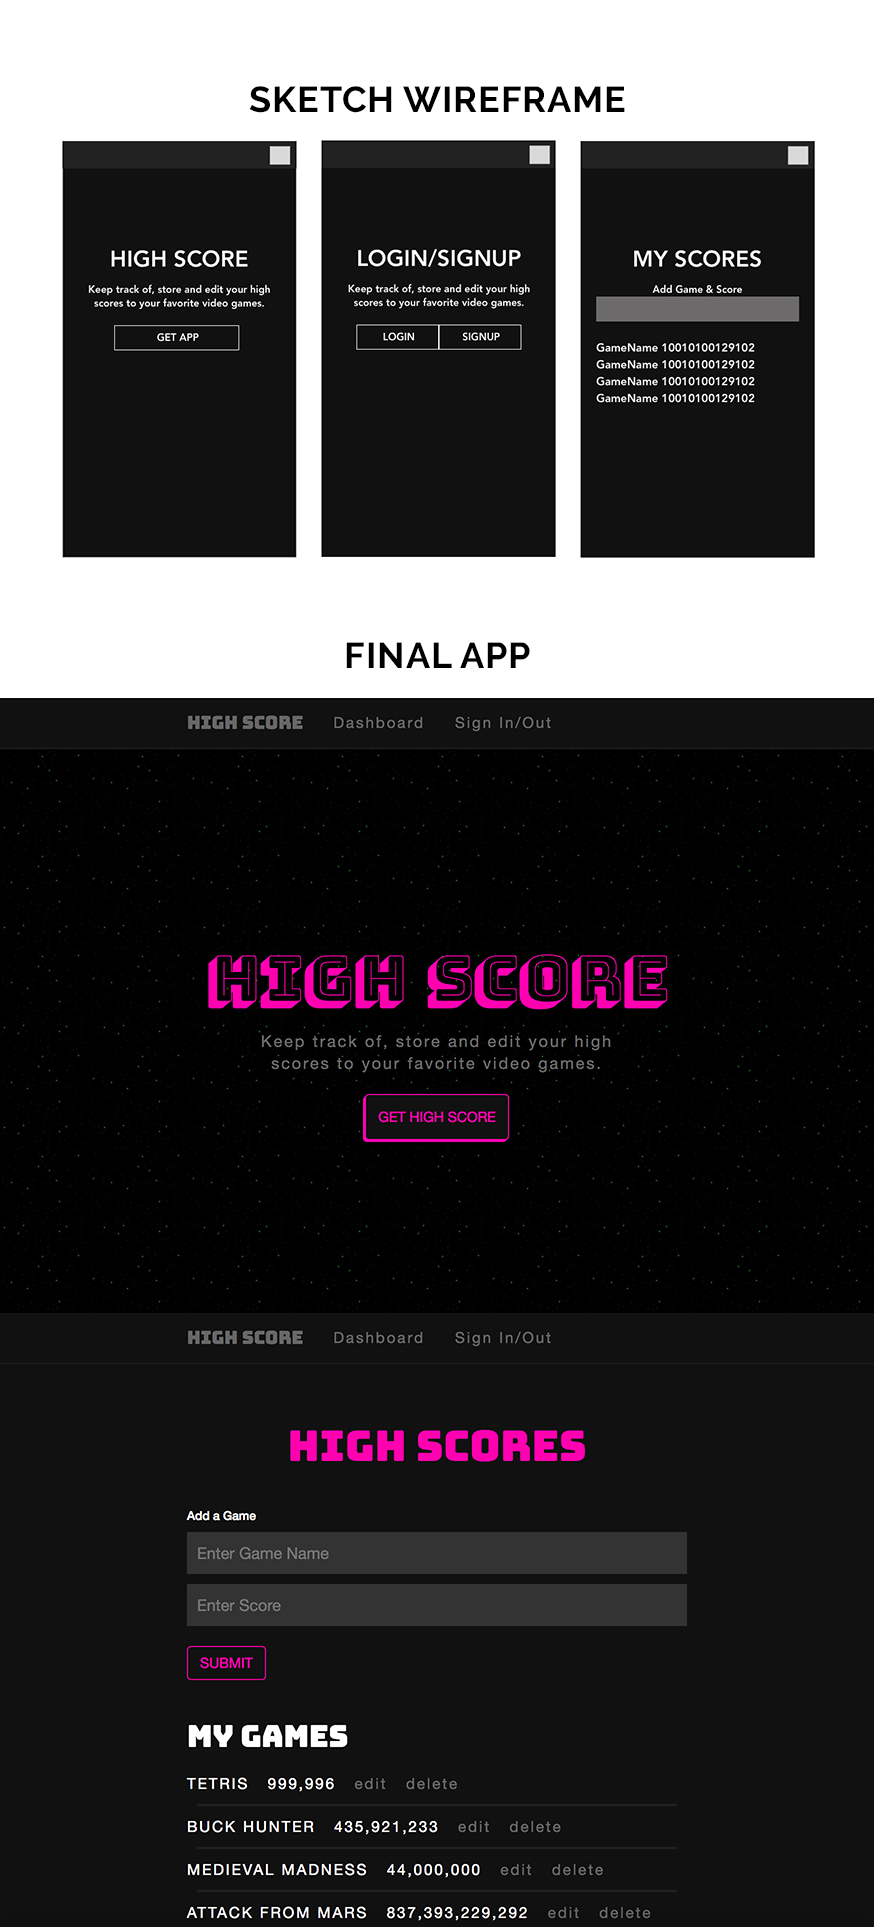 SKETCH WIREFRAME
HIGH SCORE
Keep track of, store and edit your high
scores to your favorite video games.
GET APP
LOGIN/SIGNUP
Keep track of, store and edit your high
scores to your favorite video games.
LOGIN SIGNUP
MY SCORES
Add Game & Score
GameName 10010100129102
GameName 10010100129102
GameName 10010100129102
GameName 10010100129102
FINAL APP
HIGH SCORE Dashboard Sign In/Out
HIGH SCORE
Keep track of, store and edit your high
scores to your favorite video games.
GET HIGH SCORE
HIGH SCORE Dashboard Sign In/Out
HIGH SCORES
Add a Game
Enter Game Name
Enter Score
SUBMIT
MY GAMES
TETRIS 999,996 edit delete
BUCK HUNTER 435,921,233 edit delete
MEDIEVAL MADNESS 44,000,000 edit delete
ATTACK FROM MARS 837,393,229,292 edit delete